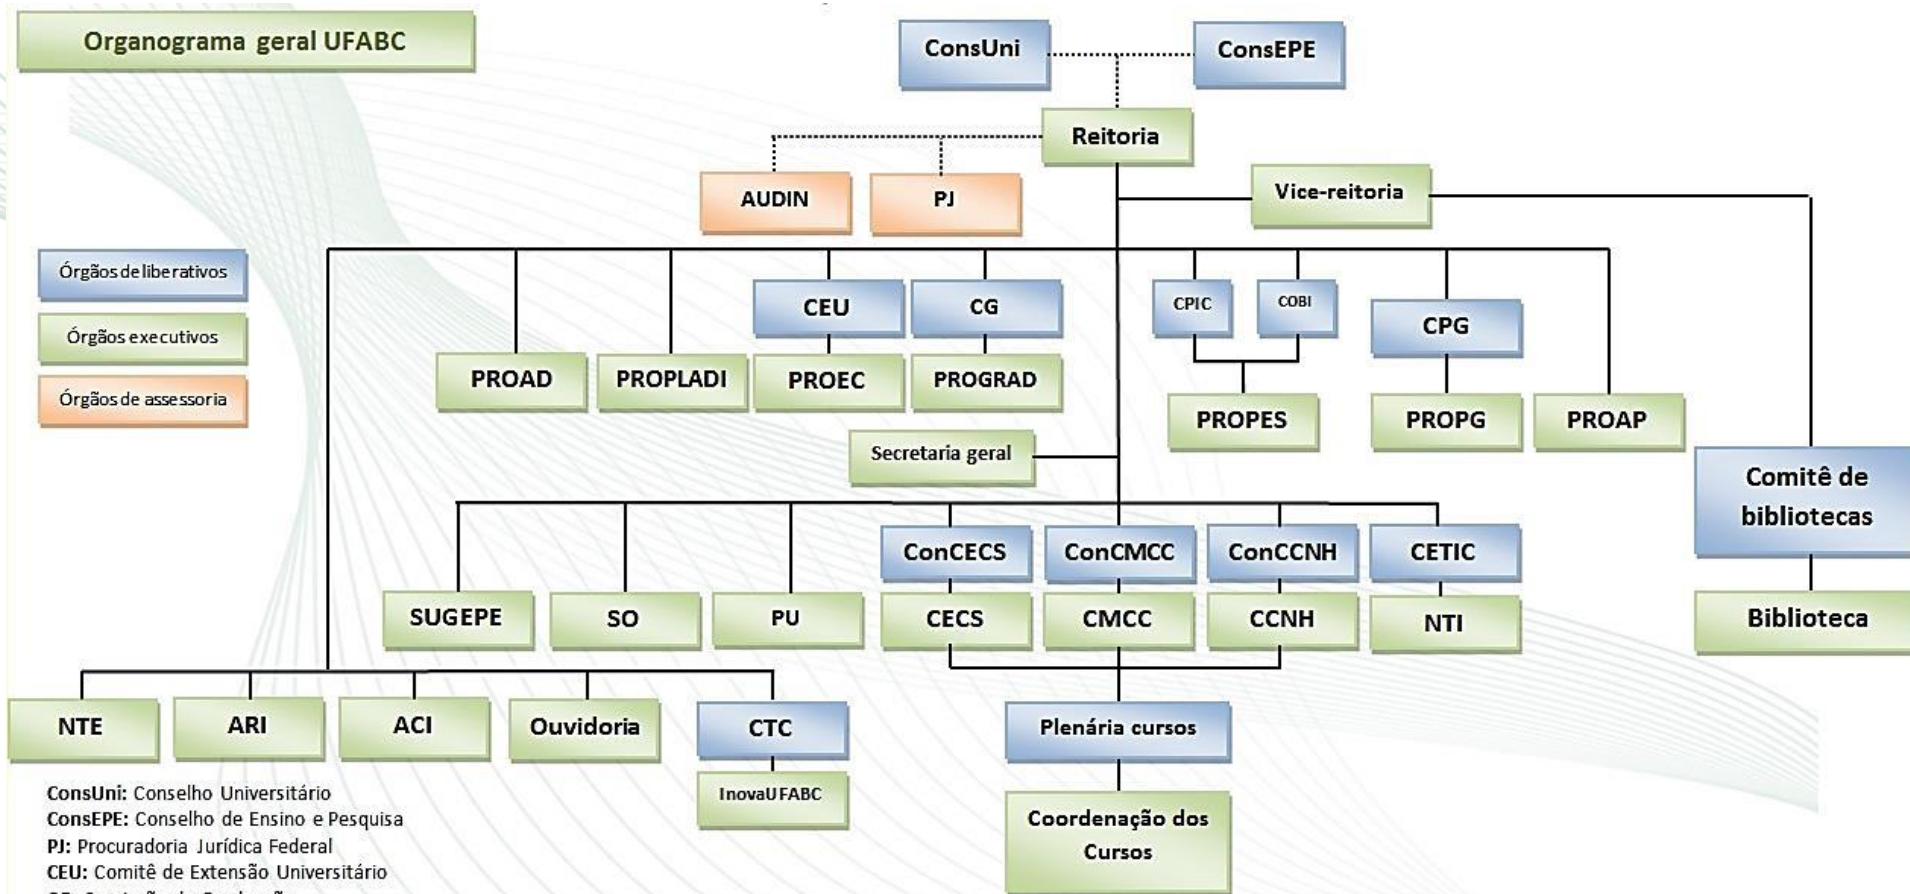 Organograma geral UFABC
ConsUni
ConsEPE
Reitoria
AUDIN
PJ
Vice-reitoria
Órgãos deliberativos
Órgãos executivos
Órgãos de assessoria
CEU
CG
CPIC
COBI
CPG
PROAD
PROPLADI
PROEC
PROGRAD
PROPES
PROPG
PROAP
Secretaria geral
Comitê de
bibliotecas
Biblioteca
ConCECS
ConCMCC
ConCCNH
CETIC
SUGEPE
SO
PU
CECS
CMCC
CCNH
NTI
NTE
ARI
ACI
Ouvidoria
CTC
Plenária cursos
InovaUFABC
Coordenação dos
Cursos
ConsUni: Conselho Universitário
ConsEPE: Conselho de Ensino e Pesquisa
PJ: Procuradoria Jurídica Federal
CEU: Comitê de Extensão Universitário